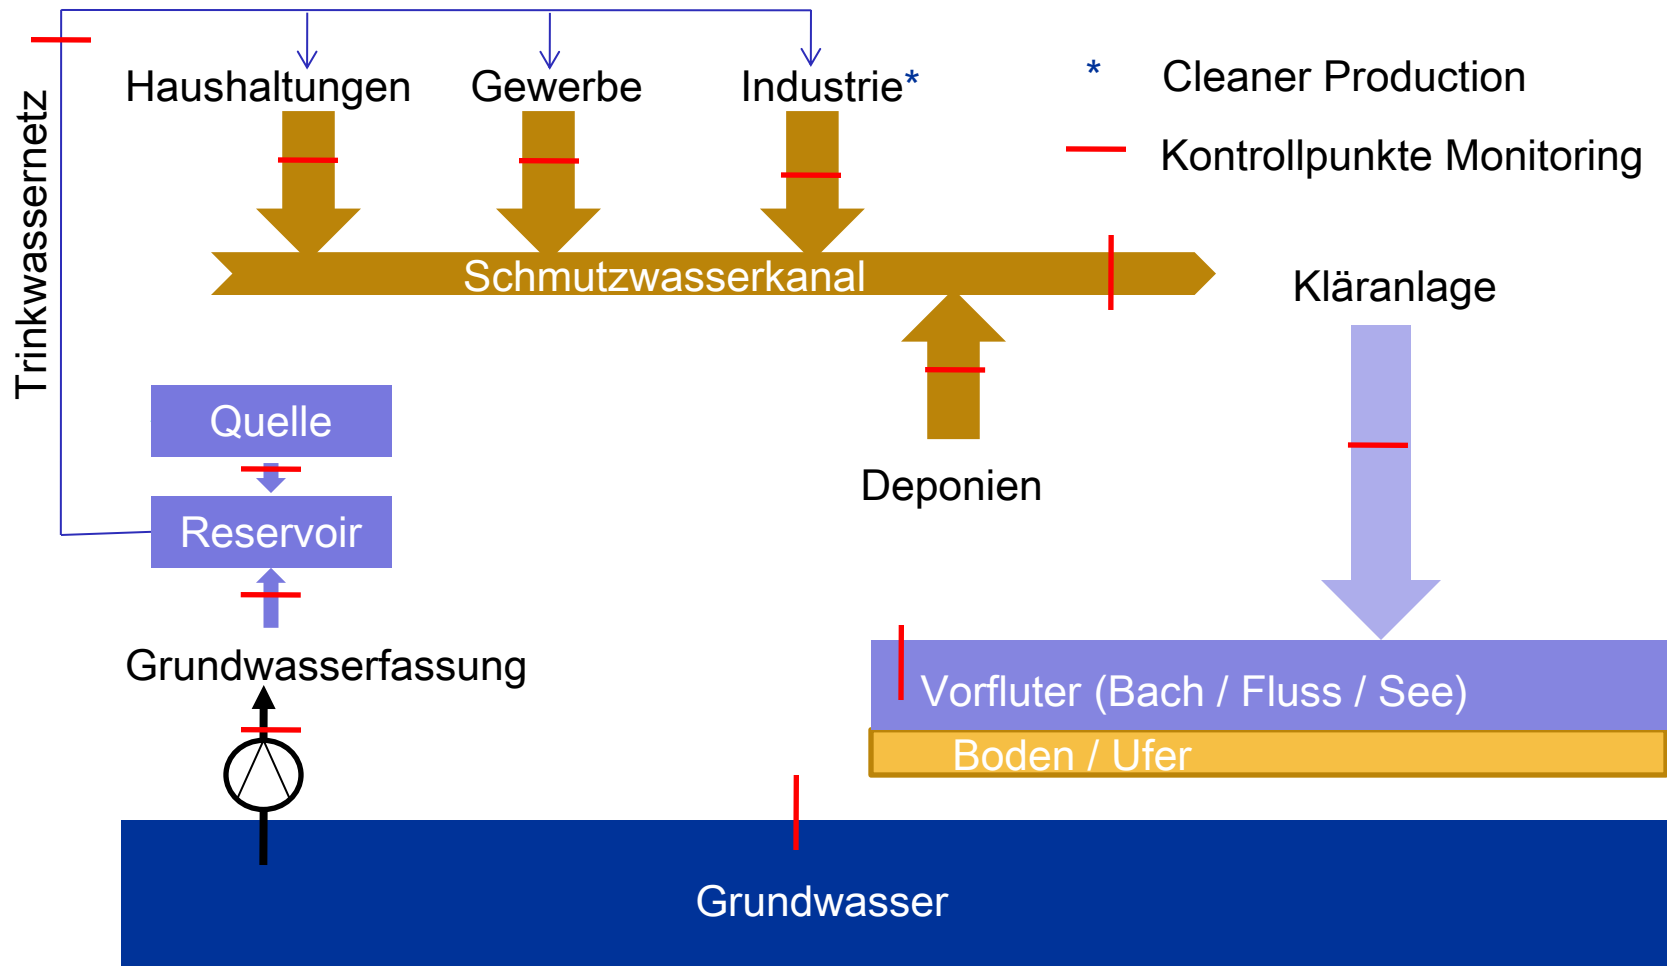 Trinkwassernetz
Haushaltungen
Gewerbe
Industrie*
* Cleaner Production
Kontrollpunkte Monitoring
Schmutzwasserkanal
Kläranlage
Quelle
Deponien
Reservoir
Grundwasserfassung
Vorfluter (Bach / Fluss / See)
Boden / Ufer
Grundwasser